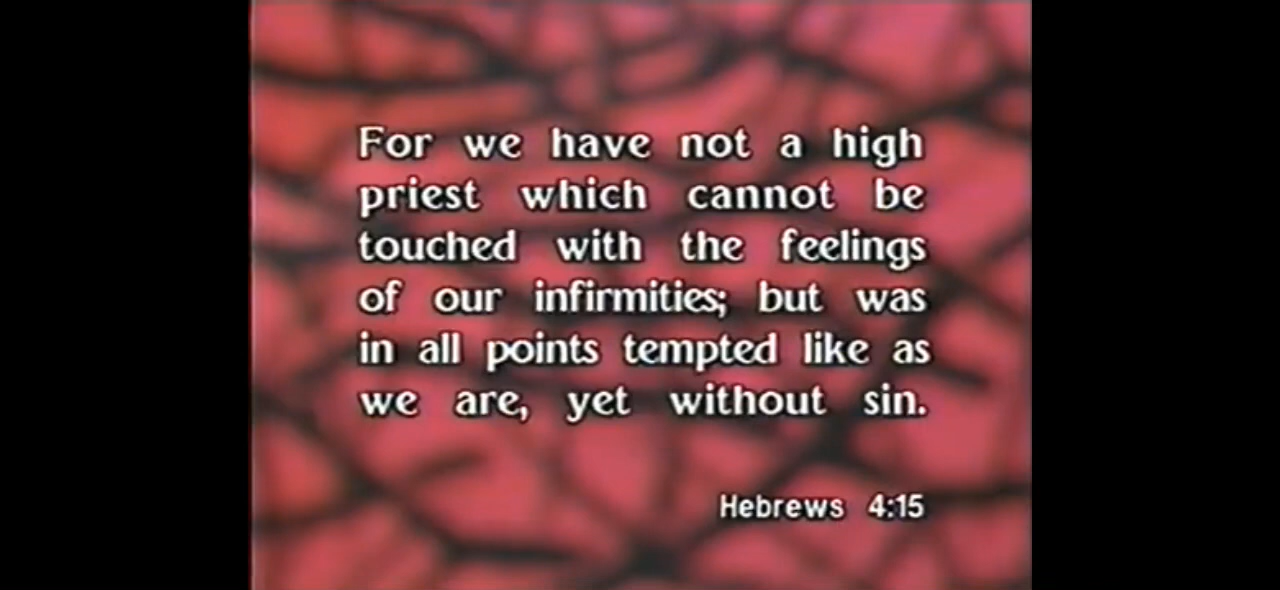 For we have not a high
priest which cannot be
touched with the feelings
of our infirmities; but was
in all points tempted like as
we are, yet without sin.
Hebrews 4:15